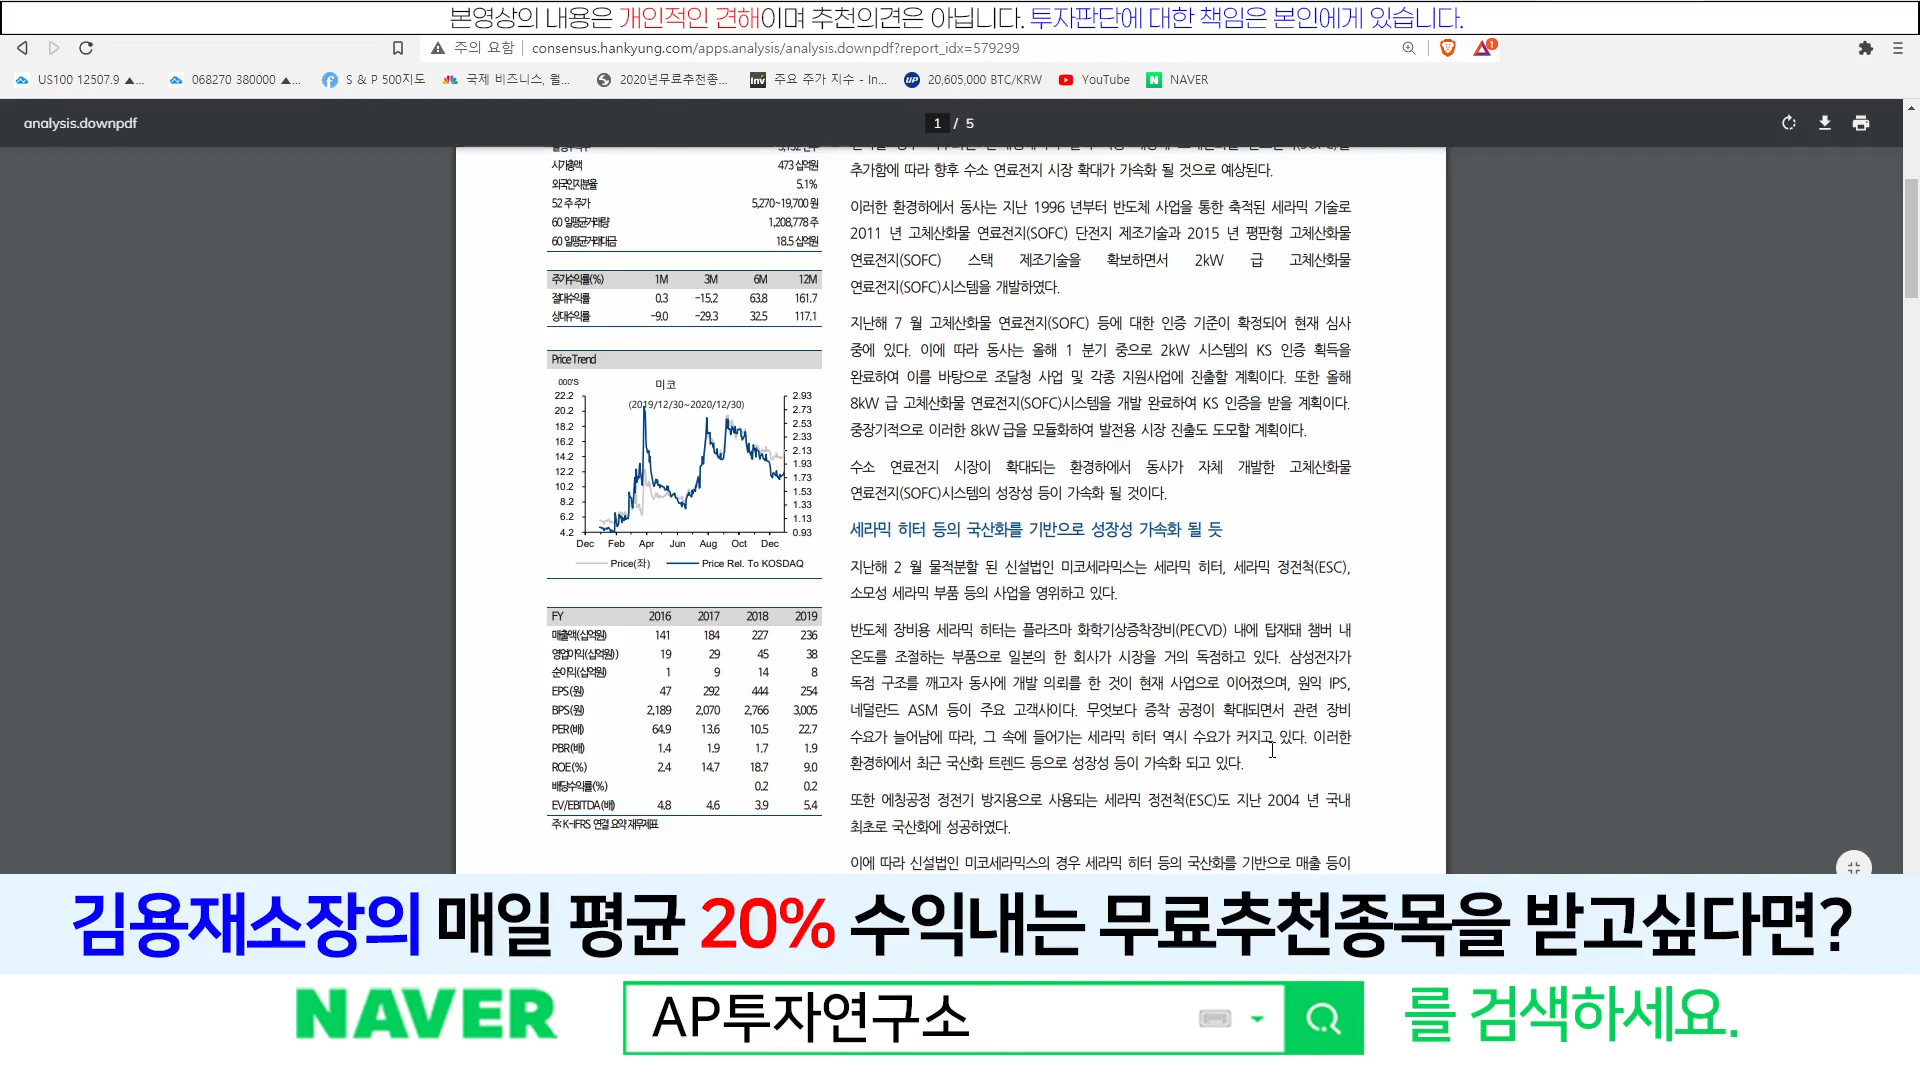 본영상의 내용은 개인적인 견해이며 추천의견은 아닙니다. 투자판단에 대한 책임은 본인에게 있습니다.
주의 요함 consensus.hankyung.com/apps.analysis/analysis.downpdf?report_idx=579299
US100 12507.9 ▲... 068270 380000 ▲... S & P 500지도 국제 비즈니스, 월... 2020년무료추천종... 주요 주가 지수 - In... 20,605,000 BTC/KRW YouTube NAVER
analysis.downpdf 1 / 5
시가총액 473 십억원
외국인지분율 5.1%
52 주 주가 5,270~19,700 원
60 일평균거래량 1,208,778 주
60 일평균거래대금 18.5 십억원
주가수익률(%) 1M 3M 6M 12M
절대수익률 0.3 -15.2 63.8 161.7
상대수익률 -9.0 -29.3 32.5 117.1
Price Trend
000'S 미코
(2019/12/30~2020/12/30)
22.2 2.93
20.2 2.73
18.2 2.53
16.2 2.33
14.2 2.13
12.2 1.93
10.2 1.73
8.2 1.53
6.2 1.33
4.2 1.13
0.93
Dec Feb Apr Jun Aug Oct Dec
Price(좌) Price Rel. To KOSDAQ
FY 2016 2017 2018 2019
매출액(십억원) 141 184 227 236
영업이익(십억원)) 19 29 45 38
순이익(십억원) 1 9 14 8
EPS(원) 47 292 444 254
BPS(원) 2,189 2,070 2,766 3,005
PER(배) 64.9 13.6 10.5 22.7
PBR(배) 1.4 1.9 1.7 1.9
ROE(%) 2.4 14.7 18.7 9.0
배당수익률(%) 0.2 0.2
EV/EBITDA(배) 4.8 4.6 3.9 5.4
주: K-IFRS 연결 요약 재무제표
추가함에 따라 향후 수소 연료전지 시장 확대가 가속화 될 것으로 예상된다.
이러한 환경하에서 동사는 지난 1996 년부터 반도체 사업을 통한 축적된 세라믹 기술로
2011 년 고체산화물 연료전지(SOFC) 단전지 제조기술과 2015 년 평판형 고체산화물
연료전지(SOFC) 스택 제조기술을 확보하면서 2kW 급 고체산화물
연료전지(SOFC)시스템을 개발하였다.
지난해 7 월 고체산화물 연료전지(SOFC) 등에 대한 인증 기준이 확정되어 현재 심사
중에 있다. 이에 따라 동사는 올해 1 분기 중으로 2kW 시스템의 KS 인증 획득을
완료하여 이를 바탕으로 조달청 사업 및 각종 지원사업에 진출할 계획이다. 또한 올해
8kW 급 고체산화물 연료전지(SOFC)시스템을 개발 완료하여 KS 인증을 받을 계획이다.
중장기적으로 이러한 8kW 급을 모듈화하여 발전용 시장 진출도 도모할 계획이다.
수소 연료전지 시장이 확대되는 환경하에서 동사가 자체 개발한 고체산화물
연료전지(SOFC)시스템의 성장성 등이 가속화 될 것이다.
세라믹 히터 등의 국산화를 기반으로 성장성 가속화 될 듯
지난해 2 월 물적분할 된 신설법인 미코세라믹스는 세라믹 히터, 세라믹 정전척(ESC),
소모성 세라믹 부품 등의 사업을 영위하고 있다.
반도체 장비용 세라믹 히터는 플라즈마 화학기상증착장비(PECVD) 내에 탑재돼 챔버 내
온도를 조절하는 부품으로 일본의 한 회사가 시장을 거의 독점하고 있다. 삼성전자가
독점 구조를 깨고자 동사에 개발 의뢰를 한 것이 현재 사업으로 이어졌으며, 원익 IPS,
네덜란드 ASM 등이 주요 고객사이다. 무엇보다 증착 공정이 확대되면서 관련 장비
수요가 늘어남에 따라, 그 속에 들어가는 세라믹 히터 역시 수요가 커지고 있다. 이러한
환경하에서 최근 국산화 트렌드 등으로 성장성 등이 가속화 되고 있다.
또한 에칭공정 정전기 방지용으로 사용되는 세라믹 정전척(ESC)도 지난 2004 년 국내
최초로 국산화에 성공하였다.
이에 따라 신설법인 미코세라믹스의 경우 세라믹 히터 등의 국산화를 기반으로 매출 등이
김용재소장의 매일 평균 20% 수익내는 무료추천종목을 받고싶다면?
NAVER AP투자연구소 를 검색하세요.